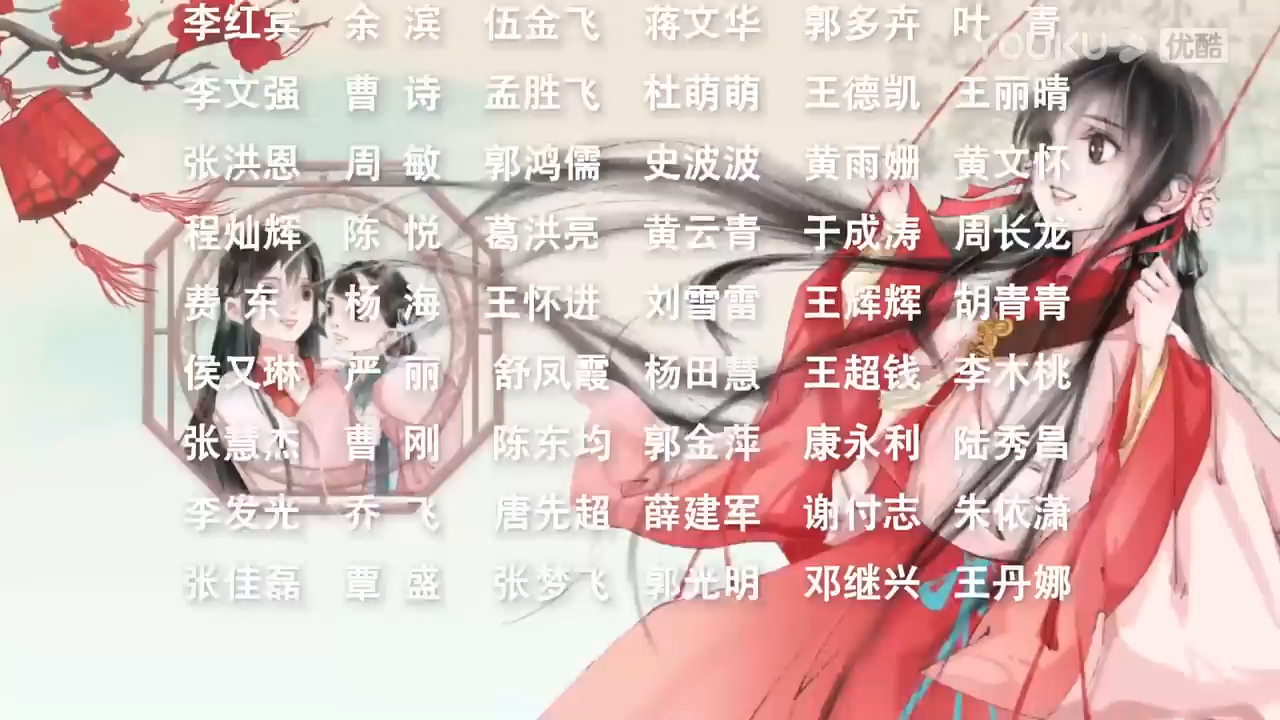 李红宾 余 滨 伍金飞 蒋文华 郭多卉 叶 青
YOUKU 优酷
李文强 曹 诗 孟胜飞 杜萌萌 王德凯 王丽晴
张洪恩 周 敏 郭鸿儒 史波波 黄雨姗 黄文怀
程灿辉 陈 悦 葛洪亮 黄云青 于成涛 周长龙
费 东 杨 海 王怀进 刘雪雷 王辉辉 胡青青
侯又琳 严 丽 舒凤霞 杨田慧 王超钱 李木桃
张慧杰 曹 刚 陈东均 郭金萍 康永利 陆秀昌
李发光 乔 飞 唐先超 薛建军 谢付志 朱依潇
张佳磊 覃 盛 张梦飞 郭光明 邓继兴 王丹娜